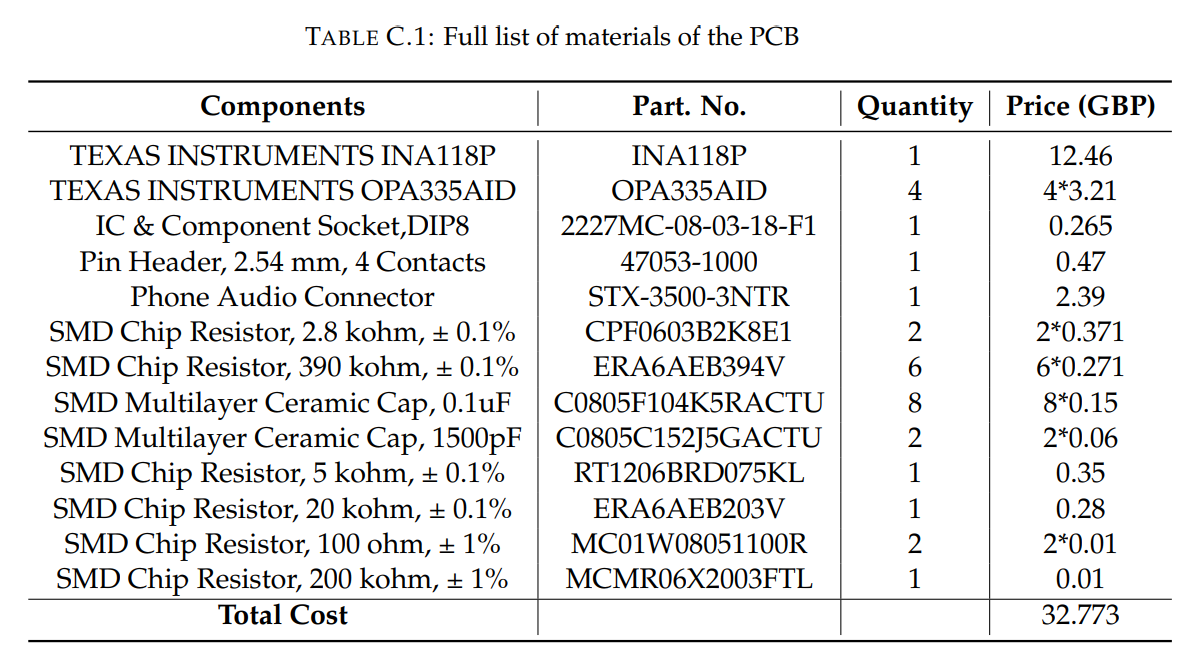 TABLE C.1: Full list of materials of the PCB
Components Part. No. Quantity Price (GBP)
TEXAS INSTRUMENTS INA118P INA118P 1 12.46
TEXAS INSTRUMENTS OPA335AID OPA335AID 4 4*3.21
IC & Component Socket,DIP8 2227MC-08-03-18-F1 1 0.265
Pin Header, 2.54 mm, 4 Contacts 47053-1000 1 0.47
Phone Audio Connector STX-3500-3NTR 1 2.39
SMD Chip Resistor, 2.8 kohm, ± 0.1% CPF0603B2K8E1 2 2*0.371
SMD Chip Resistor, 390 kohm, ± 0.1% ERA6AEB394V 6 6*0.271
SMD Multilayer Ceramic Cap, 0.1uF C0805F104K5RACTU 8 8*0.15
SMD Multilayer Ceramic Cap, 1500pF C0805C152J5GACTU 2 2*0.06
SMD Chip Resistor, 5 kohm, ± 0.1% RT1206BRD075KL 1 0.35
SMD Chip Resistor, 20 kohm, ± 0.1% ERA6AEB203V 1 0.28
SMD Chip Resistor, 100 ohm, ± 1% MC01W08051100R 2 2*0.01
SMD Chip Resistor, 200 kohm, ± 1% MCMR06X2003FTL 1 0.01
Total Cost 32.773